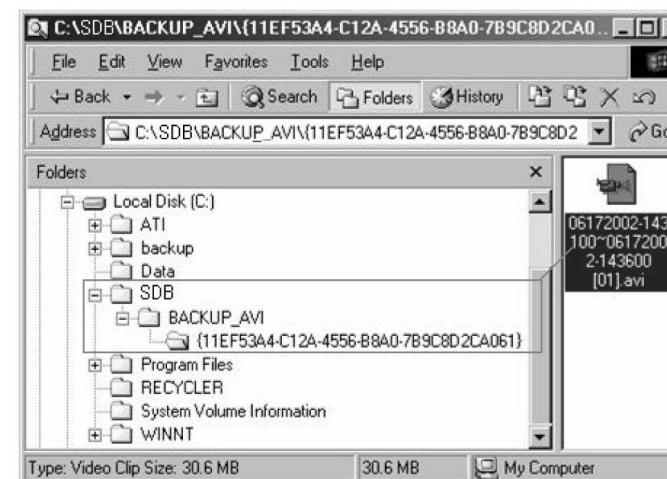 C:\SDB\BACKUP_AVI\{11EF53A4-C12A-4556-B8A0-7B9C8D2CA0..
File Edit View Favorites Tools Help
Back Search Folders History
Address C:\SDB\BACKUP_AVI\{11EF53A4-C12A-4556-B8A0-7B9C8D2 Go
Folders
Local Disk (C:)
ATI
backup
Data
SDB
BACKUP_AVI
{11EF53A4-C12A-4556-B8A0-7B9C8D2CA061}
Program Files
RECYCLER
System Volume Information
WINNT
06172002-143
100~0617200
2-143600
[01].avi
Type: Video Clip Size: 30.6 MB 30.6 MB My Computer